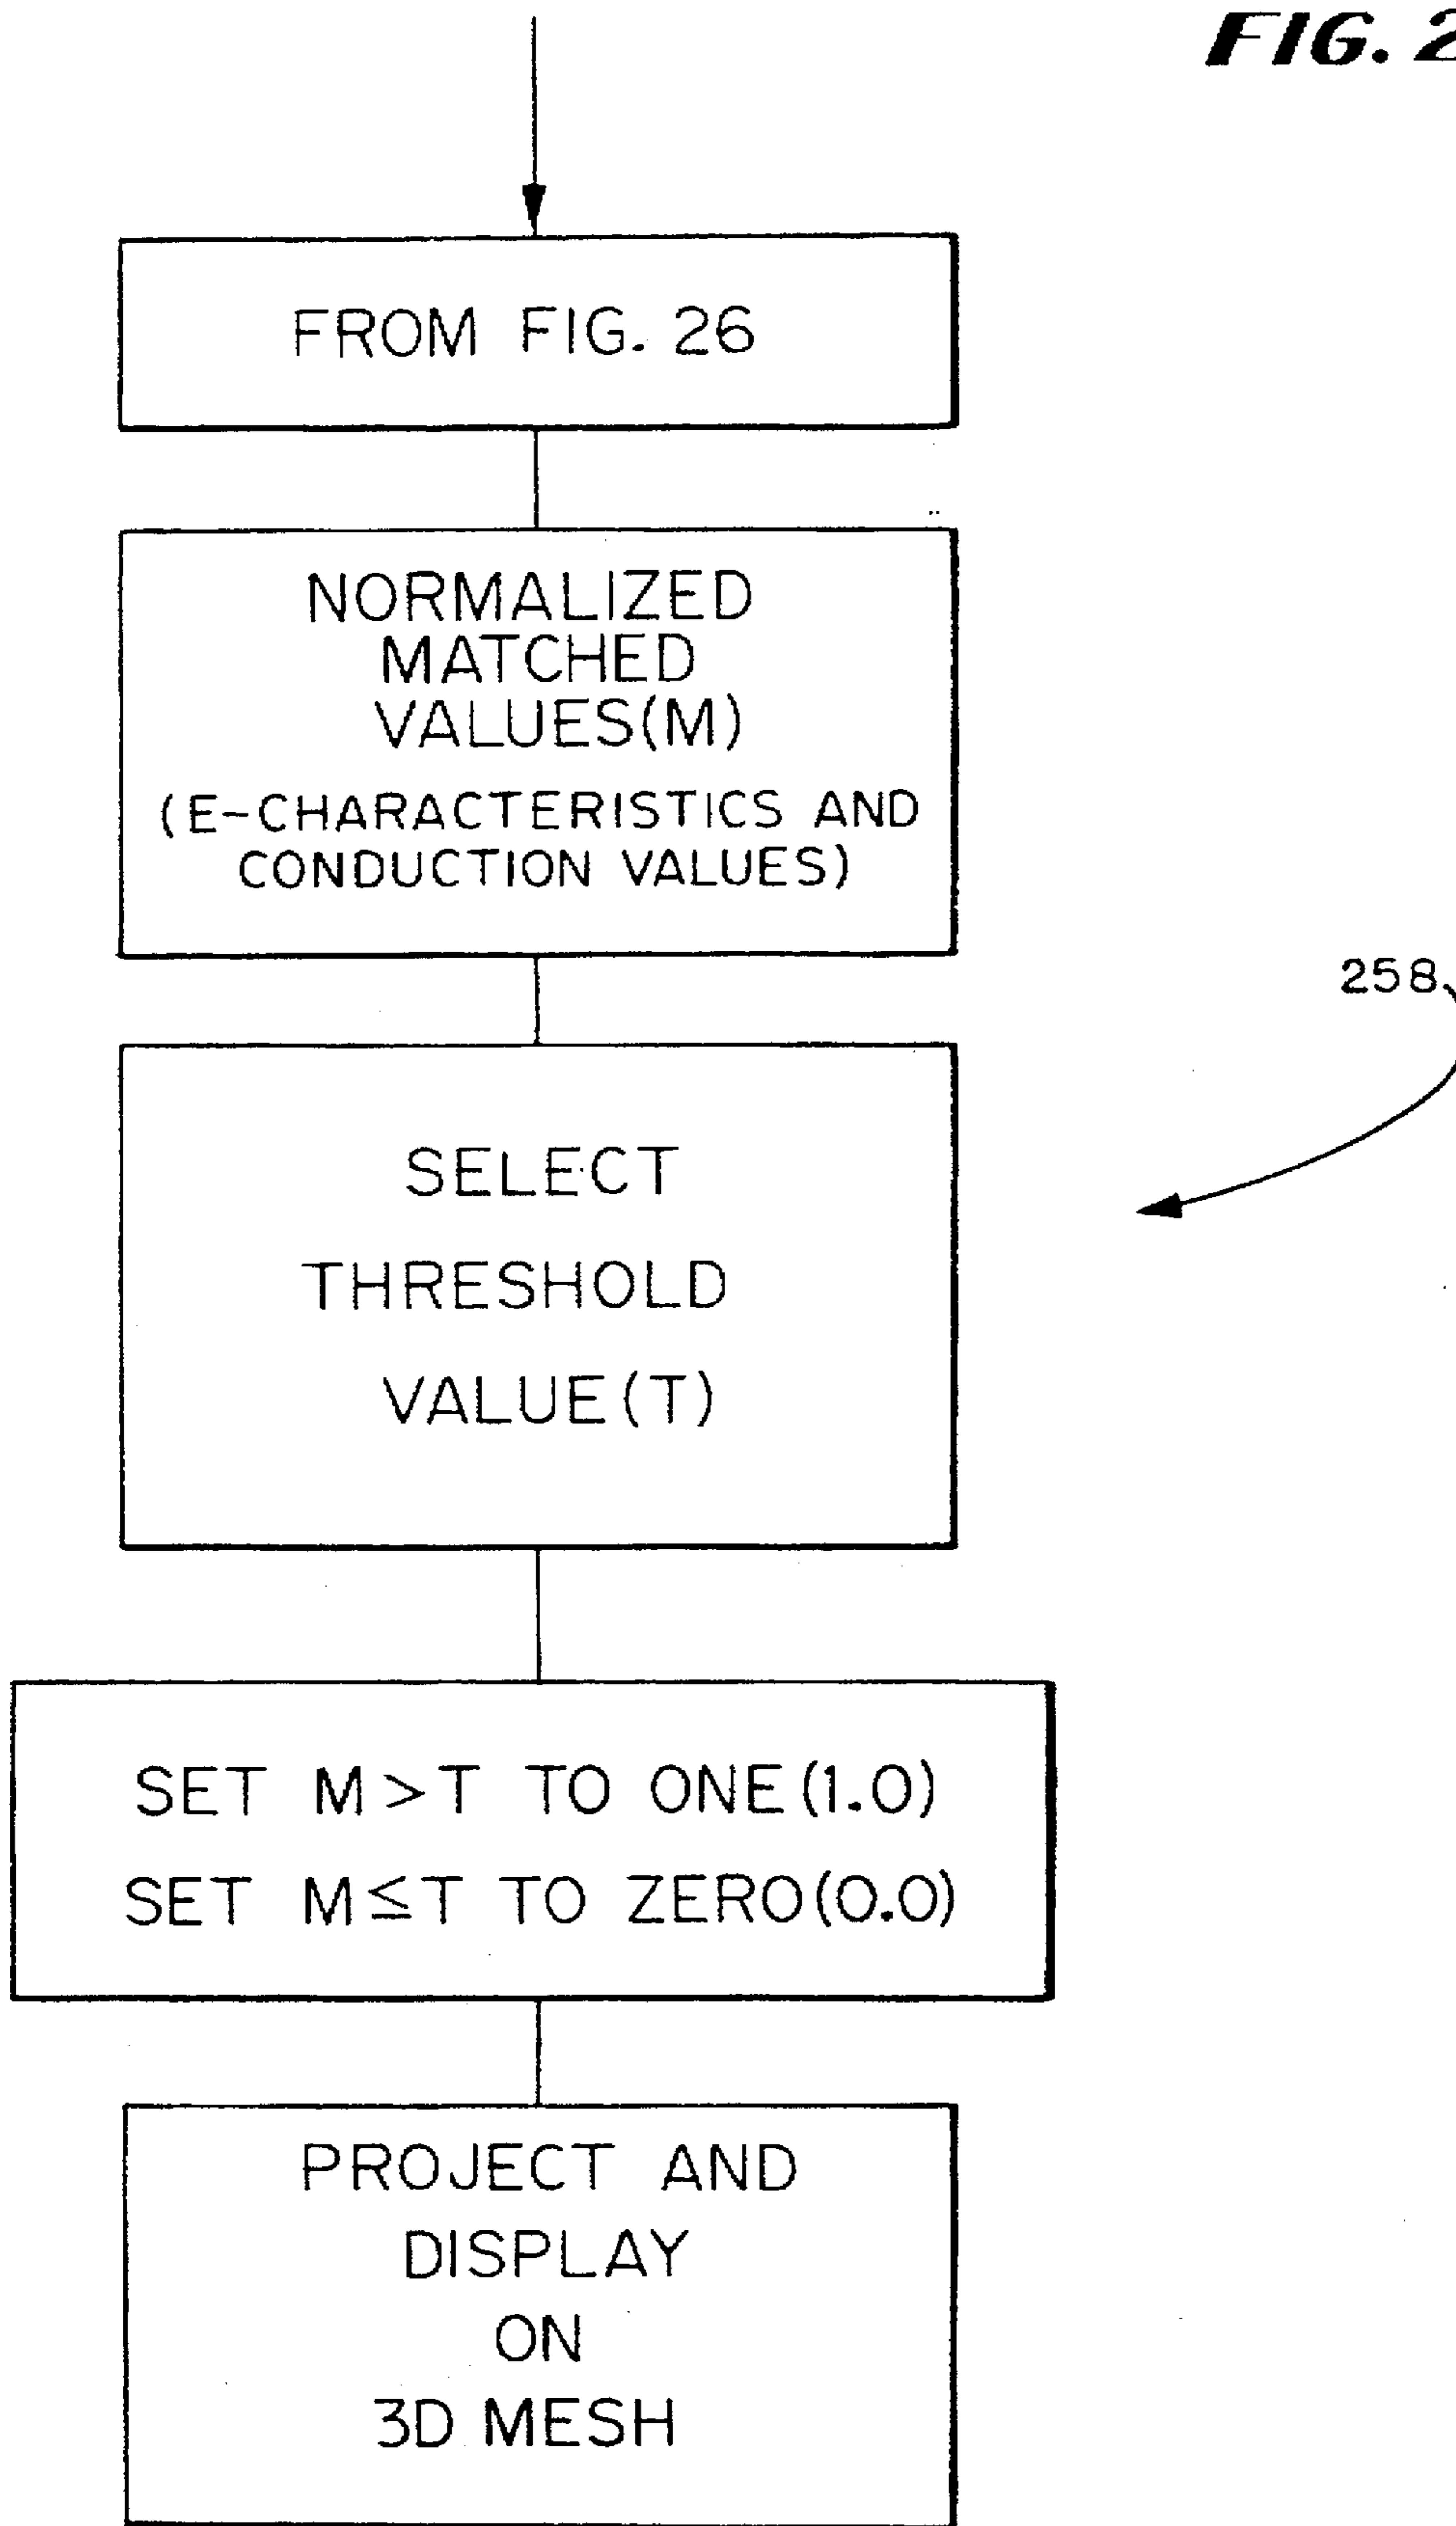 FIG. 2
FROM FIG. 26
NORMALIZED
MATCHED
VALUES(M)
(E-CHARACTERISTICS AND
CONDUCTION VALUES)
258
SELECT
THRESHOLD
VALUE(T)
SET M>T TO ONE(1.0)
SET M≦T TO ZERO(0.0)
PROJECT AND
DISPLAY
ON
3D MESH